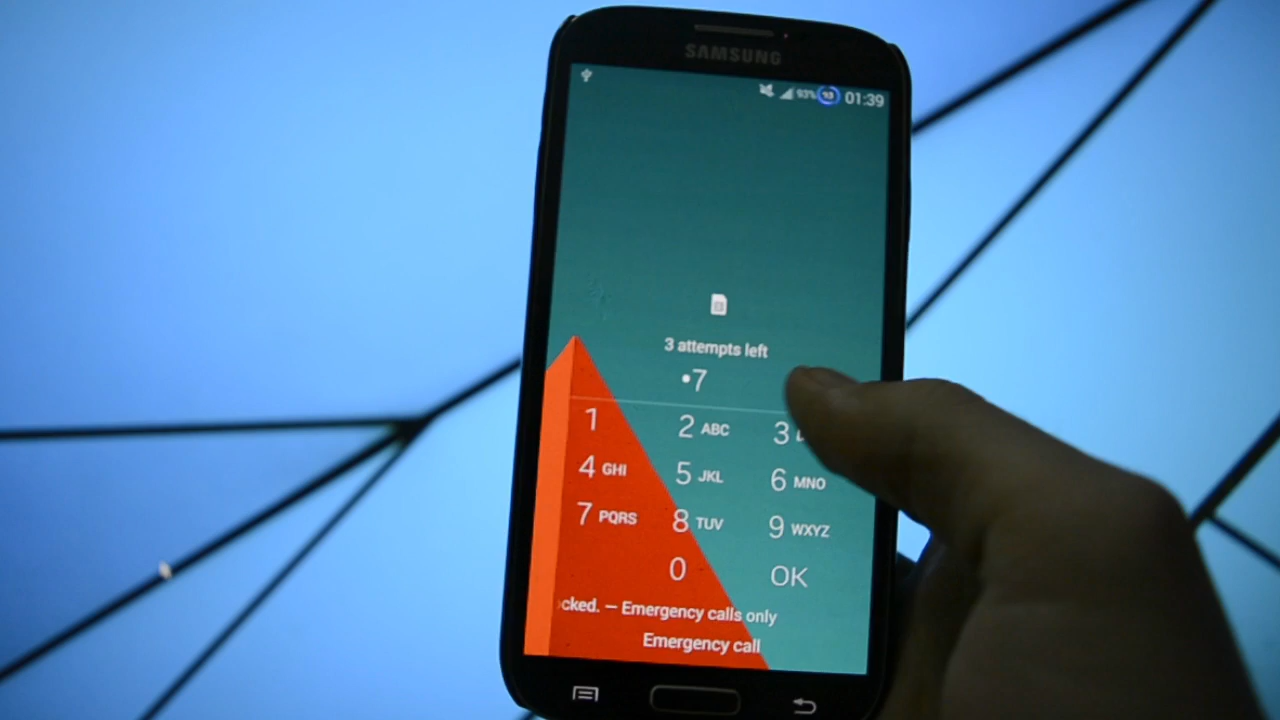 SAMSUNG
93% 93 01:39
3 attempts left
•7
1 2 ABC 3
4 GHI 5 JKL 6 MNO
7 PQRS 8 TUV 9 WXYZ
0 OK
cked. — Emergency calls only
Emergency call